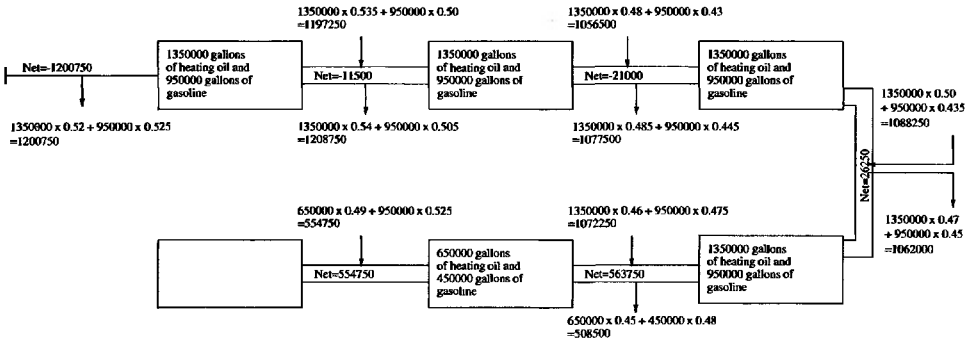 1350000 x 0.535 + 950000 x 0.50
=1197250
1350000 x 0.48 + 950000 x 0.43
=1056500
Net=-1200750
1350000 gallons
of heating oil and
950000 gallons of
gasoline
Net=-11500
1350000 gallons
of heating oil and
950000 gallons of
gasoline
Net=-21000
1350000 gallons
of heating oil and
950000 gallons of
gasoline
1350000 x 0.52 + 950000 x 0.525
=1200750
1350000 x 0.54 + 950000 x 0.505
=1208750
1350000 x 0.485 + 950000 x 0.445
=1077500
1350000 x 0.50
+ 950000 x 0.435
=1088250
Net=26250
1350000 x 0.47
+ 950000 x 0.45
=1062000
650000 x 0.49 + 950000 x 0.525
=554750
1350000 x 0.46 + 950000 x 0.475
=1072250
Net=554750
650000 gallons
of heating oil and
450000 gallons of
gasoline
Net=563750
1350000 gallons
of heating oil and
950000 gallons of
gasoline
650000 x 0.45 + 450000 x 0.48
=508500